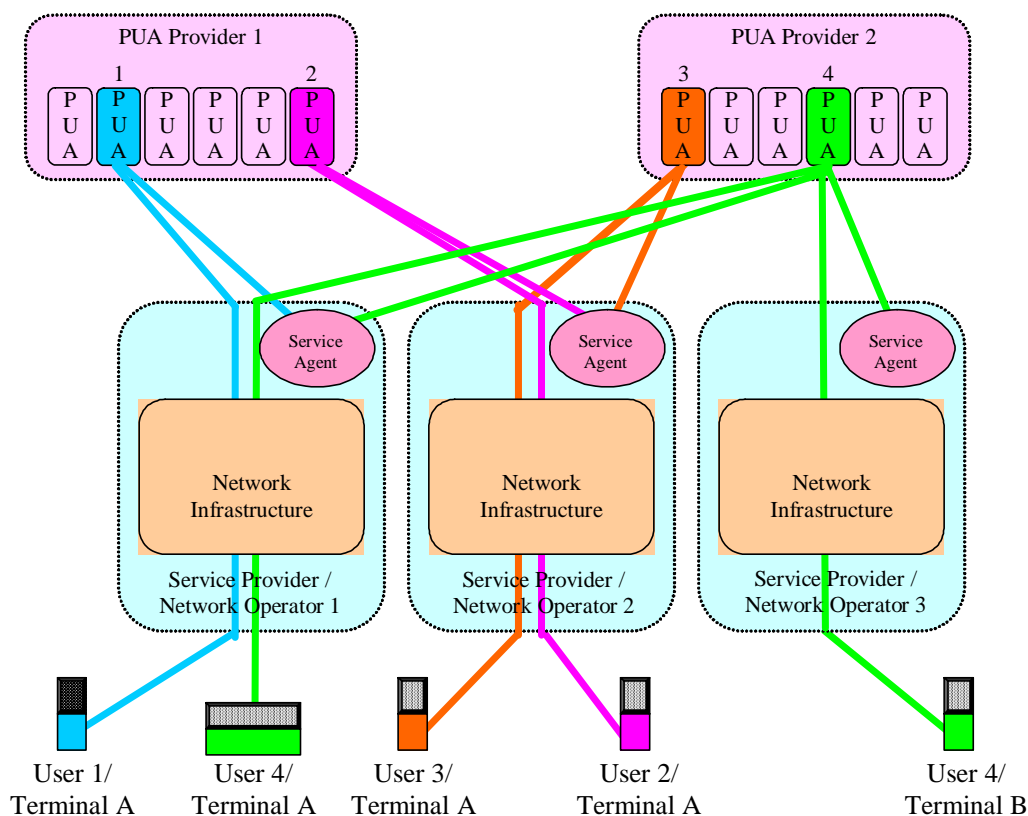 PUA Provider 1
PUA Provider 2
1
2
3
4
P U A
P U A
P U A
P U A
P U A
P U A
P U A
P U A
P U A
P U A
P U A
P U A
Service
Agent
Service
Agent
Service
Agent
Network
Infrastructure
Network
Infrastructure
Network
Infrastructure
Service Provider /
Network Operator 1
Service Provider /
Network Operator 2
Service Provider /
Network Operator 3
User 1/
Terminal A
User 4/
Terminal A
User 3/
Terminal A
User 2/
Terminal A
User 4/
Terminal B